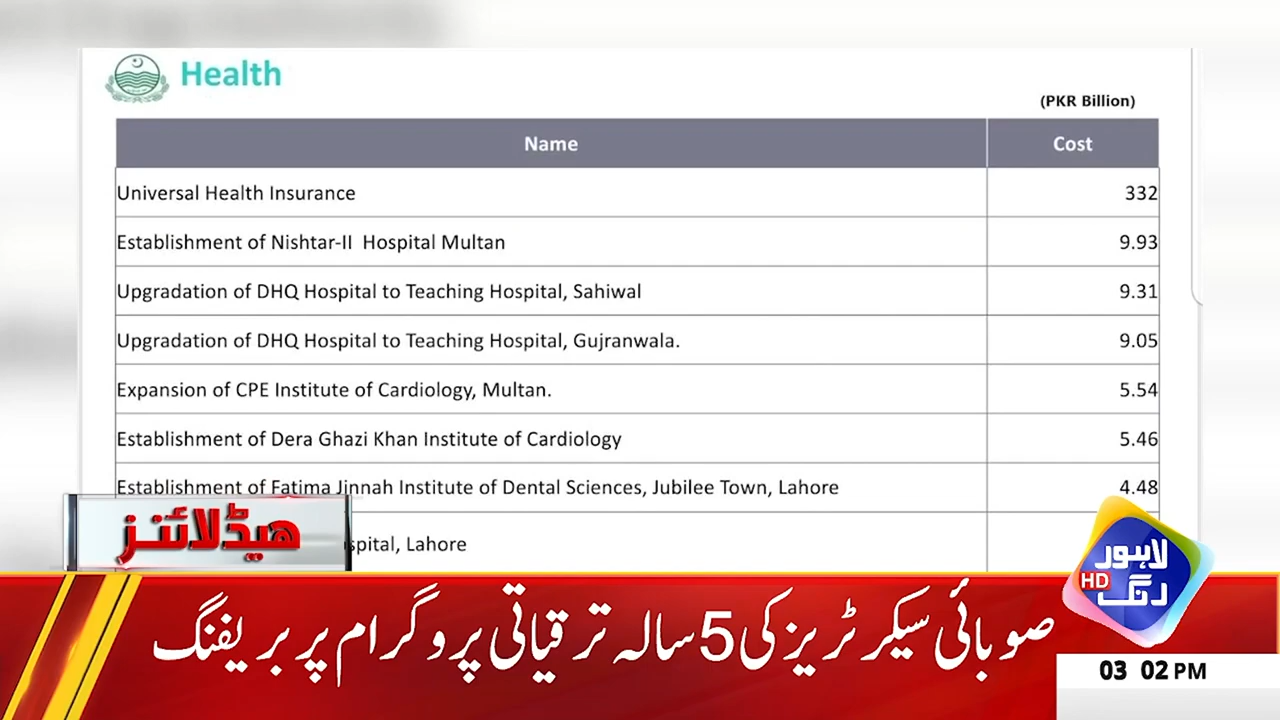 Health
(PKR Billion)
Name Cost
Universal Health Insurance 332
Establishment of Nishtar-II Hospital Multan 9.93
Upgradation of DHQ Hospital to Teaching Hospital, Sahiwal 9.31
Upgradation of DHQ Hospital to Teaching Hospital, Gujranwala. 9.05
Expansion of CPE Institute of Cardiology, Multan. 5.54
Establishment of Dera Ghazi Khan Institute of Cardiology 5.46
Establishment of Fatima Jinnah Institute of Dental Sciences, Jubilee Town, Lahore 4.48
Lahore
ہیڈلائنز
لاہور
رنگ HD
صوبائی سیکرٹریز کی 5 سالہ ترقیاتی پروگرام پر بریفنگ
03 02 PM